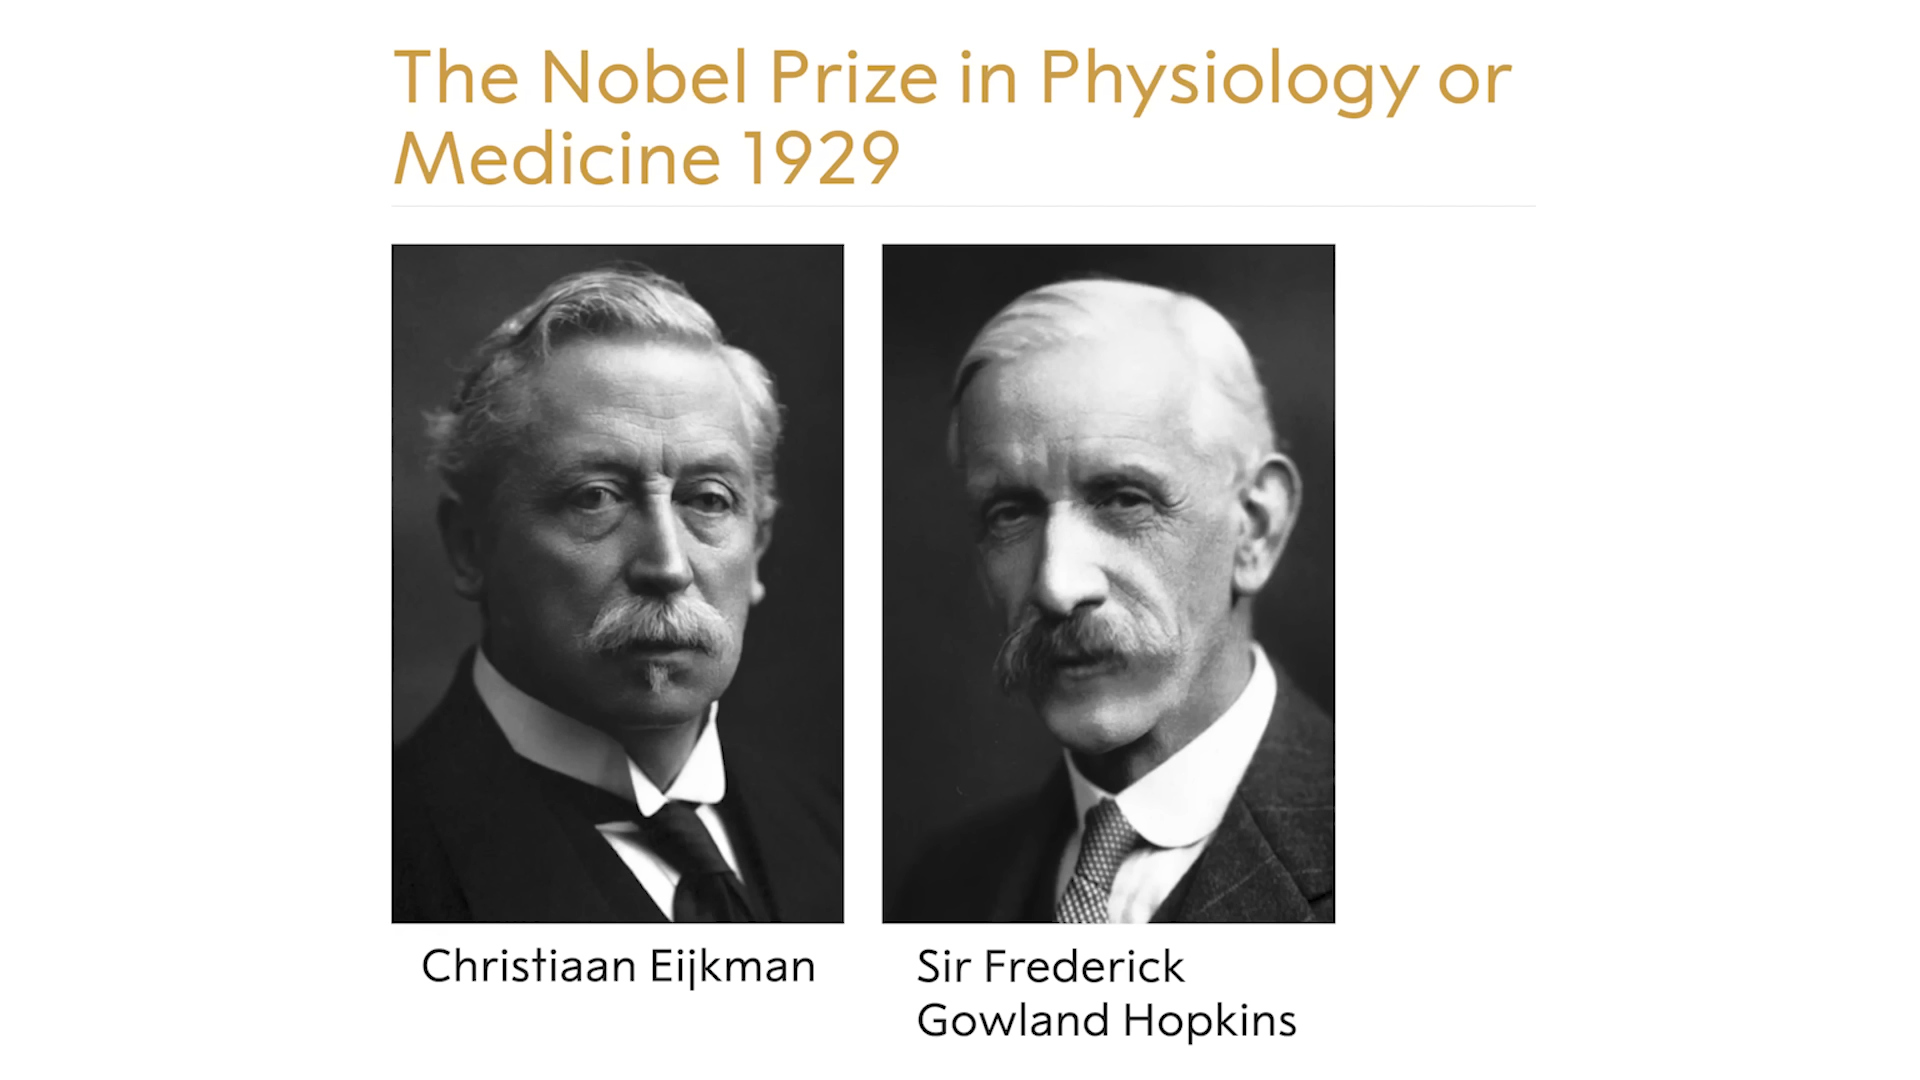 The Nobel Prize in Physiology or
Medicine 1929
Christiaan Eijkman
Sir Frederick
Gowland Hopkins